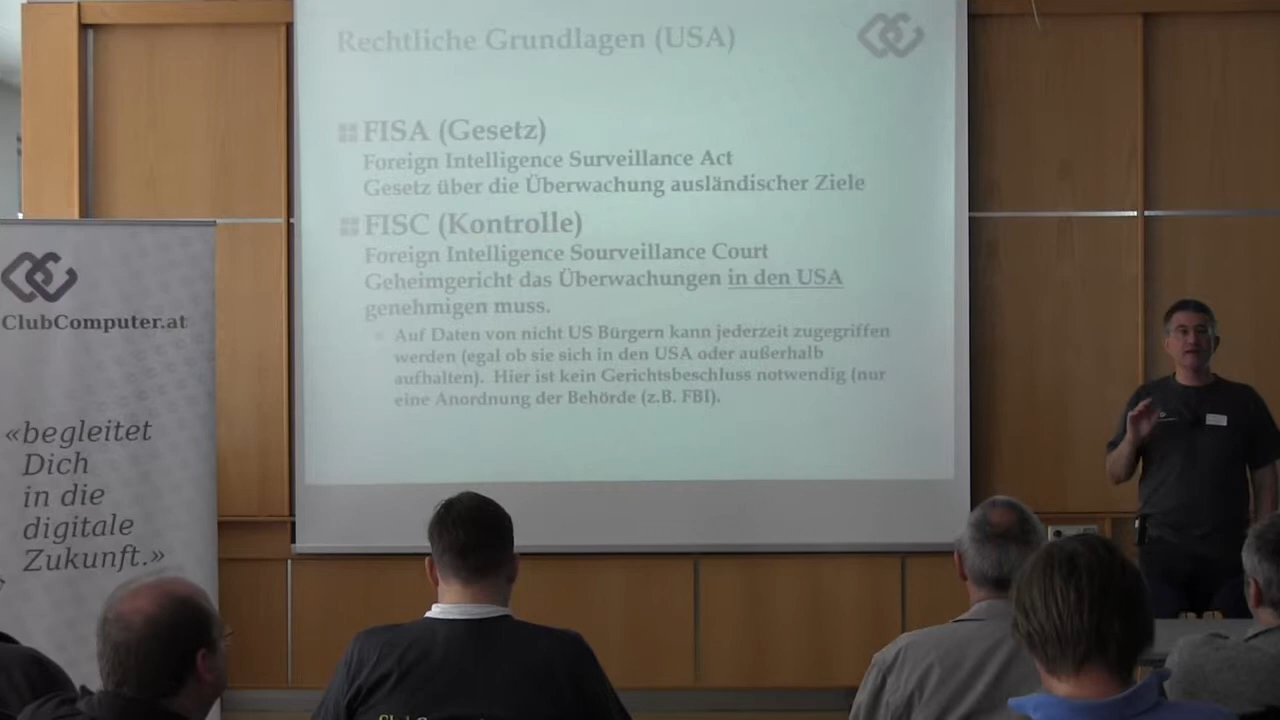 Rechtliche Grundlagen (USA)
FISA (Gesetz)
Foreign Intelligence Surveillance Act
Gesetz über die Überwachung ausländischer Ziele
FISC (Kontrolle)
Foreign Intelligence Sourveillance Court
Geheimgericht das Überwachungen in den USA
genehmigen muss.
Auf Daten von nicht US Bürgern kann jederzeit zugegriffen
werden (egal ob sie sich in den USA oder außerhalb
aufhalten). Hier ist kein Gerichtsbeschluss notwendig (nur
eine Anordnung der Behörde (z.B. FBI).
ClubComputer.at
«begleitet
Dich
in die
digitale
Zukunft.»